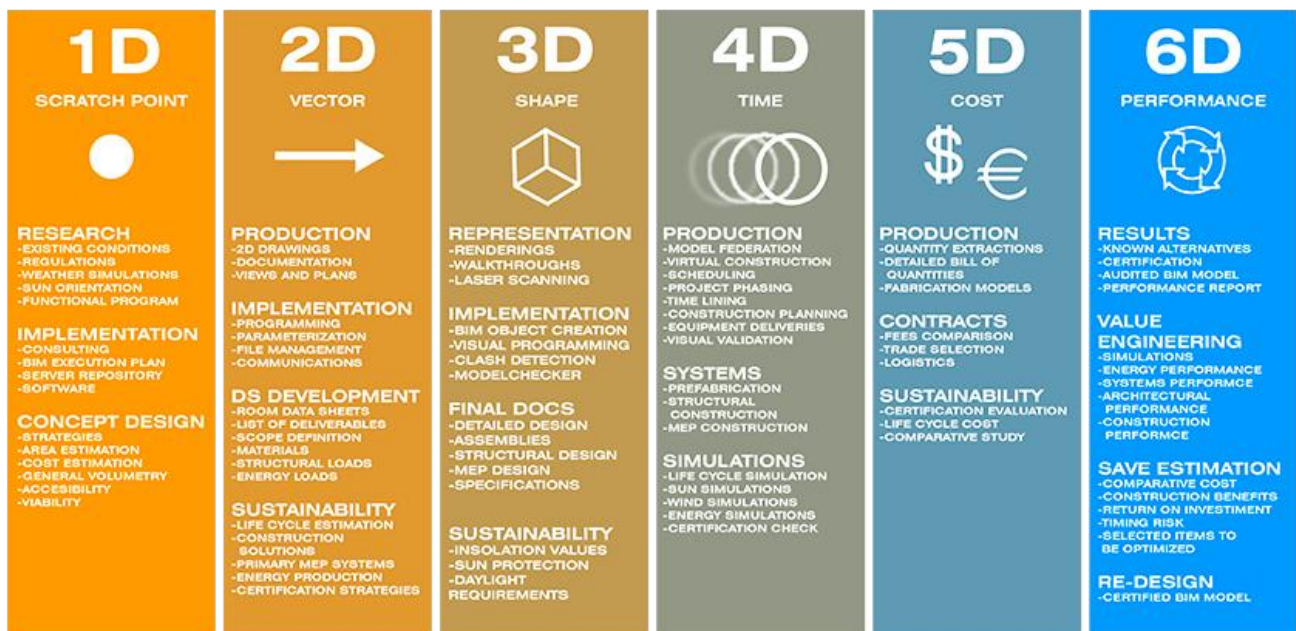 1D
SCRATCH POINT
RESEARCH
-EXISTING CONDITIONS
-REGULATIONS
-WEATHER SIMULATIONS
-SUN ORIENTATION
-FUNCTIONAL PROGRAM
IMPLEMENTATION
-CONSULTING
-BIM EXECUTION PLAN
-SERVER REPOSITORY
-SOFTWARE
CONCEPT DESIGN
-STRATEGIES
-AREA ESTIMATION
-COST ESTIMATION
-GENERAL VOLUMETRY
-ACCESIBILITY
-VIABILITY
2D
VECTOR
PRODUCTION
-2D DRAWINGS
-DOCUMENTATION
-VIEWS AND PLANS
IMPLEMENTATION
-PROGRAMMING
-PARAMETERIZATION
-FILE MANAGEMENT
-COMMUNICATIONS
DS DEVELOPMENT
-ROOM DATA SHEETS
-LIST OF DELIVERABLES
-SCOPE DEFINITION
-MATERIALS
-STRUCTURAL LOADS
-ENERGY LOADS
SUSTAINABILITY
-LIFE CYCLE ESTIMATION
-CONSTRUCTION
SOLUTIONS
-PRIMARY MEP SYSTEMS
-ENERGY PRODUCTION
-CERTIFICATION STRATEGIES
3D
SHAPE
REPRESENTATION
-RENDERINGS
-WALKTHROUGHS
-LASER SCANNING
IMPLEMENTATION
-BIM OBJECT CREATION
-VISUAL PROGRAMMING
-CLASH DETECTION
-MODELCHECKER
FINAL DOCS
-DETAILED DESIGN
-ASSEMBLIES
-STRUCTURAL DESIGN
-MEP DESIGN
-SPECIFICATIONS
SUSTAINABILITY
-INSOLATION VALUES
-SUN PROTECTION
-DAYLIGHT
REQUIREMENTS
4D
TIME
PRODUCTION
-MODEL FEDERATION
-VIRTUAL CONSTRUCTION
-SCHEDULING
-PROJECT PHASING
-TIME LINING
-CONSTRUCTION PLANNING
-EQUIPMENT DELIVERIES
-VISUAL VALIDATION
SYSTEMS
-PREFABRICATION
-STRUCTURAL
CONSTRUCTION
-MEP CONSTRUCTION
SIMULATIONS
-LIFE CYCLE SIMULATION
-SUN SIMULATIONS
-WIND SIMULATIONS
-ENERGY SIMULATIONS
-CERTIFICATION CHECK
5D
COST
$ €
PRODUCTION
-QUANTITY EXTRACTIONS
-DETAILED BILL OF
QUANTITIES
-FABRICATION MODELS
CONTRACTS
-FEES COMPARISON
-TRADE SELECTION
-LOGISTICS
SUSTAINABILITY
-CERTIFICATION EVALUATION
-LIFE CYCLE COST
-COMPARATIVE STUDY
6D
PERFORMANCE
RESULTS
-KNOWN ALTERNATIVES
-CERTIFICATION
-AUDITED BIM MODEL
-PERFORMANCE REPORT
VALUE
ENGINEERING
-SIMULATIONS
-ENERGY PERFORMANCE
-SYSTEMS PERFORMCE
-ARCHITECTURAL
PERFORMANCE
-CONSTRUCTION
PERFORMCE
SAVE ESTIMATION
-COMPARATIVE COST
-CONSTRUCTION BENEFITS
-RETURN ON INVESTIMENT
-TIMING RISK
-SELECTED ITEMS TO
BE OPTIMIZED
RE-DESIGN
-CERTIFIED BIM MODEL